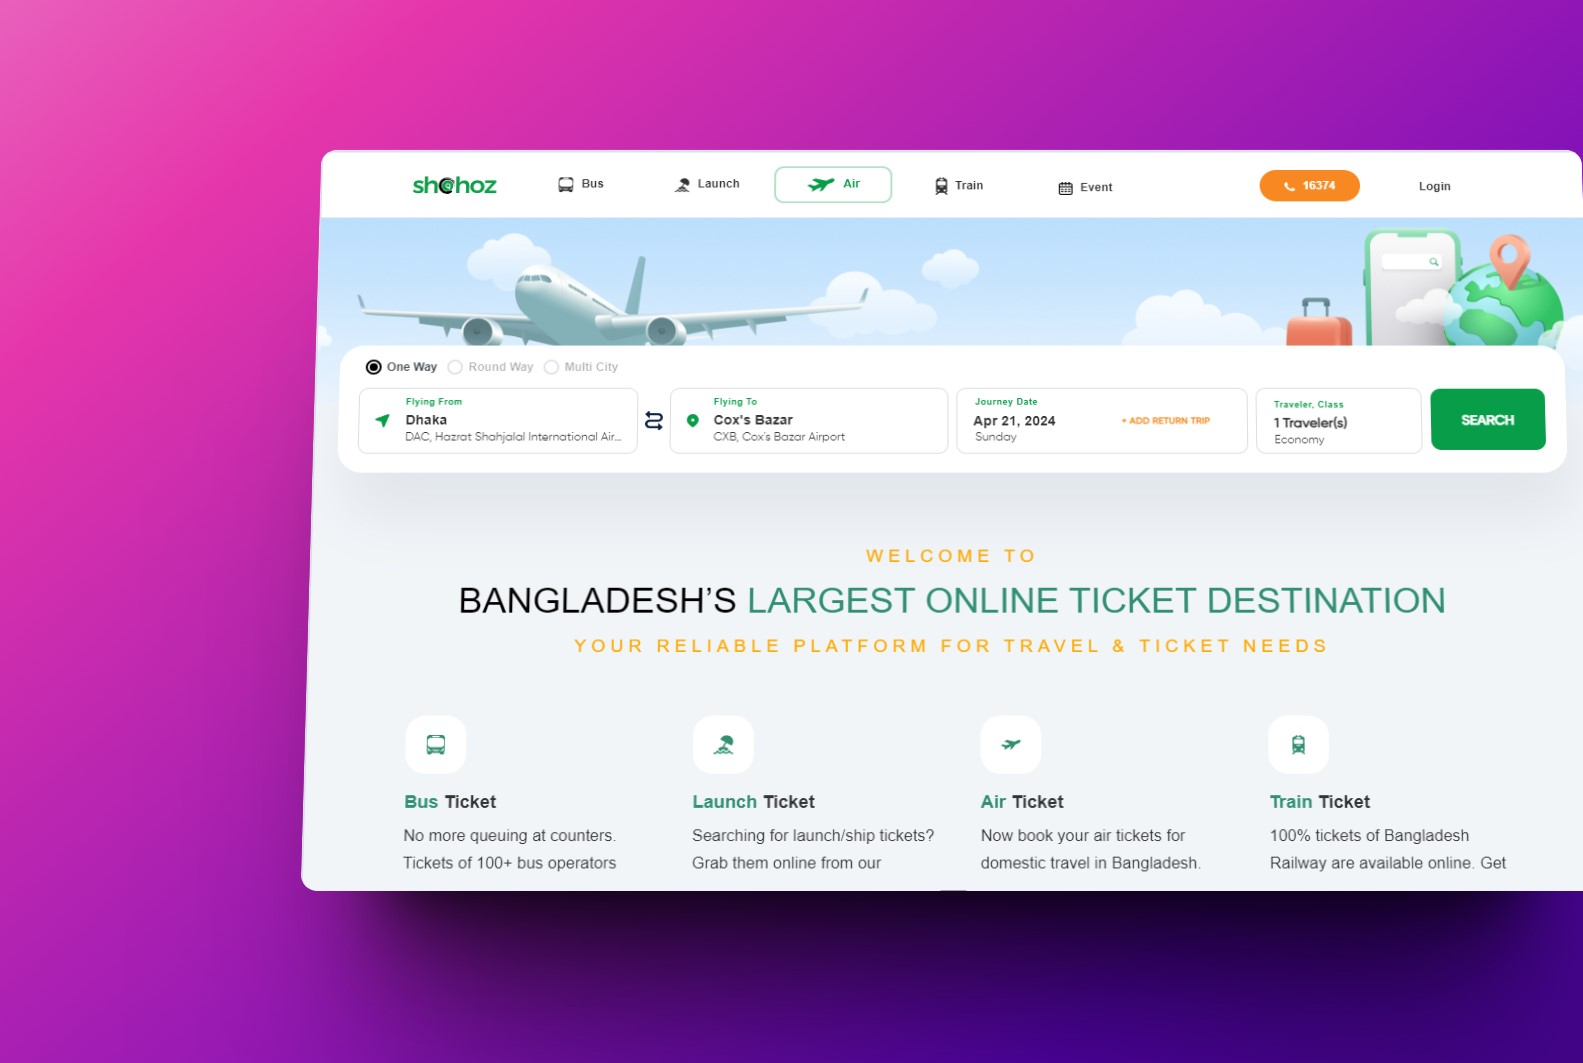 shohoz
Bus
Launch
Air
Train
Event
16374
Login
One Way
Round Way
Multi City
Flying From
Dhaka
DAC, Hazrat Shahjalal International Air...
Flying To
Cox's Bazar
CXB, Cox's Bazar Airport
Journey Date
Apr 21, 2024
Sunday
+ ADD RETURN TRIP
Traveler, Class
1 Traveler(s)
Economy
SEARCH
WELCOME TO
BANGLADESH’S LARGEST ONLINE TICKET DESTINATION
YOUR RELIABLE PLATFORM FOR TRAVEL & TICKET NEEDS
Bus Ticket
No more queuing at counters.
Tickets of 100+ bus operators
Launch Ticket
Searching for launch/ship tickets?
Grab them online from our
Air Ticket
Now book your air tickets for
domestic travel in Bangladesh.
Train Ticket
100% tickets of Bangladesh
Railway are available online. Get